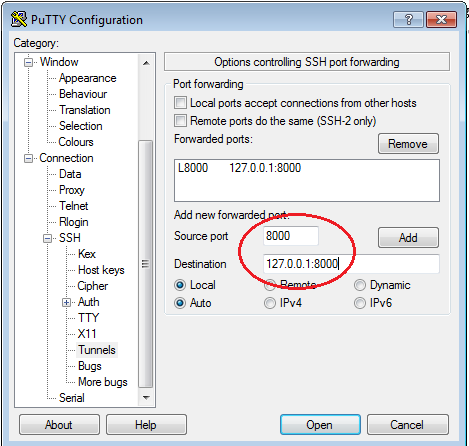 PuTTY Configuration
Category:
Window
Appearance
Behaviour
Translation
Selection
Colours
Connection
Data
Proxy
Telnet
Rlogin
SSH
Kex
Host keys
Cipher
Auth
TTY
X11
Tunnels
Bugs
More bugs
Serial
Options controlling SSH port forwarding
Port forwarding
Local ports accept connections from other hosts
Remote ports do the same (SSH-2 only)
Forwarded ports:
Remove
L8000 127.0.0.1:8000
Add new forwarded port:
Source port 8000 Add
Destination 127.0.0.1:8000
Local Remote Dynamic
Auto IPv4 IPv6
About Help Open Cancel